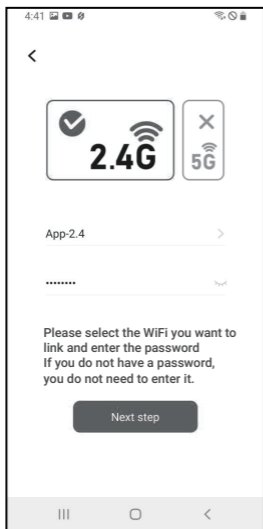 4:41
2.4G
5G
App-2.4
........
Please select the WiFi you want to
link and enter the password
If you do not have a password,
you do not need to enter it.
Next step